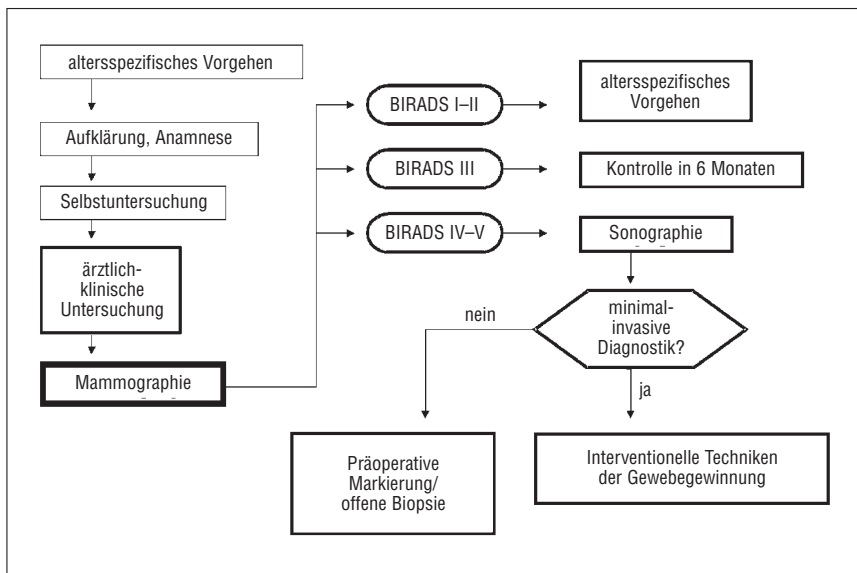 altersspezifisches Vorgehen
Aufklärung, Anamnese
Selbstuntersuchung
ärztlich-
klinische
Untersuchung
Mammographie
BIRADS I–II
BIRADS III
BIRADS IV–V
altersspezifisches
Vorgehen
Kontrolle in 6 Monaten
Sonographie
minimal-
invasive
Diagnostik?
nein
ja
Präoperative
Markierung/
offene Biopsie
Interventionelle Techniken
der Gewebegewinnung